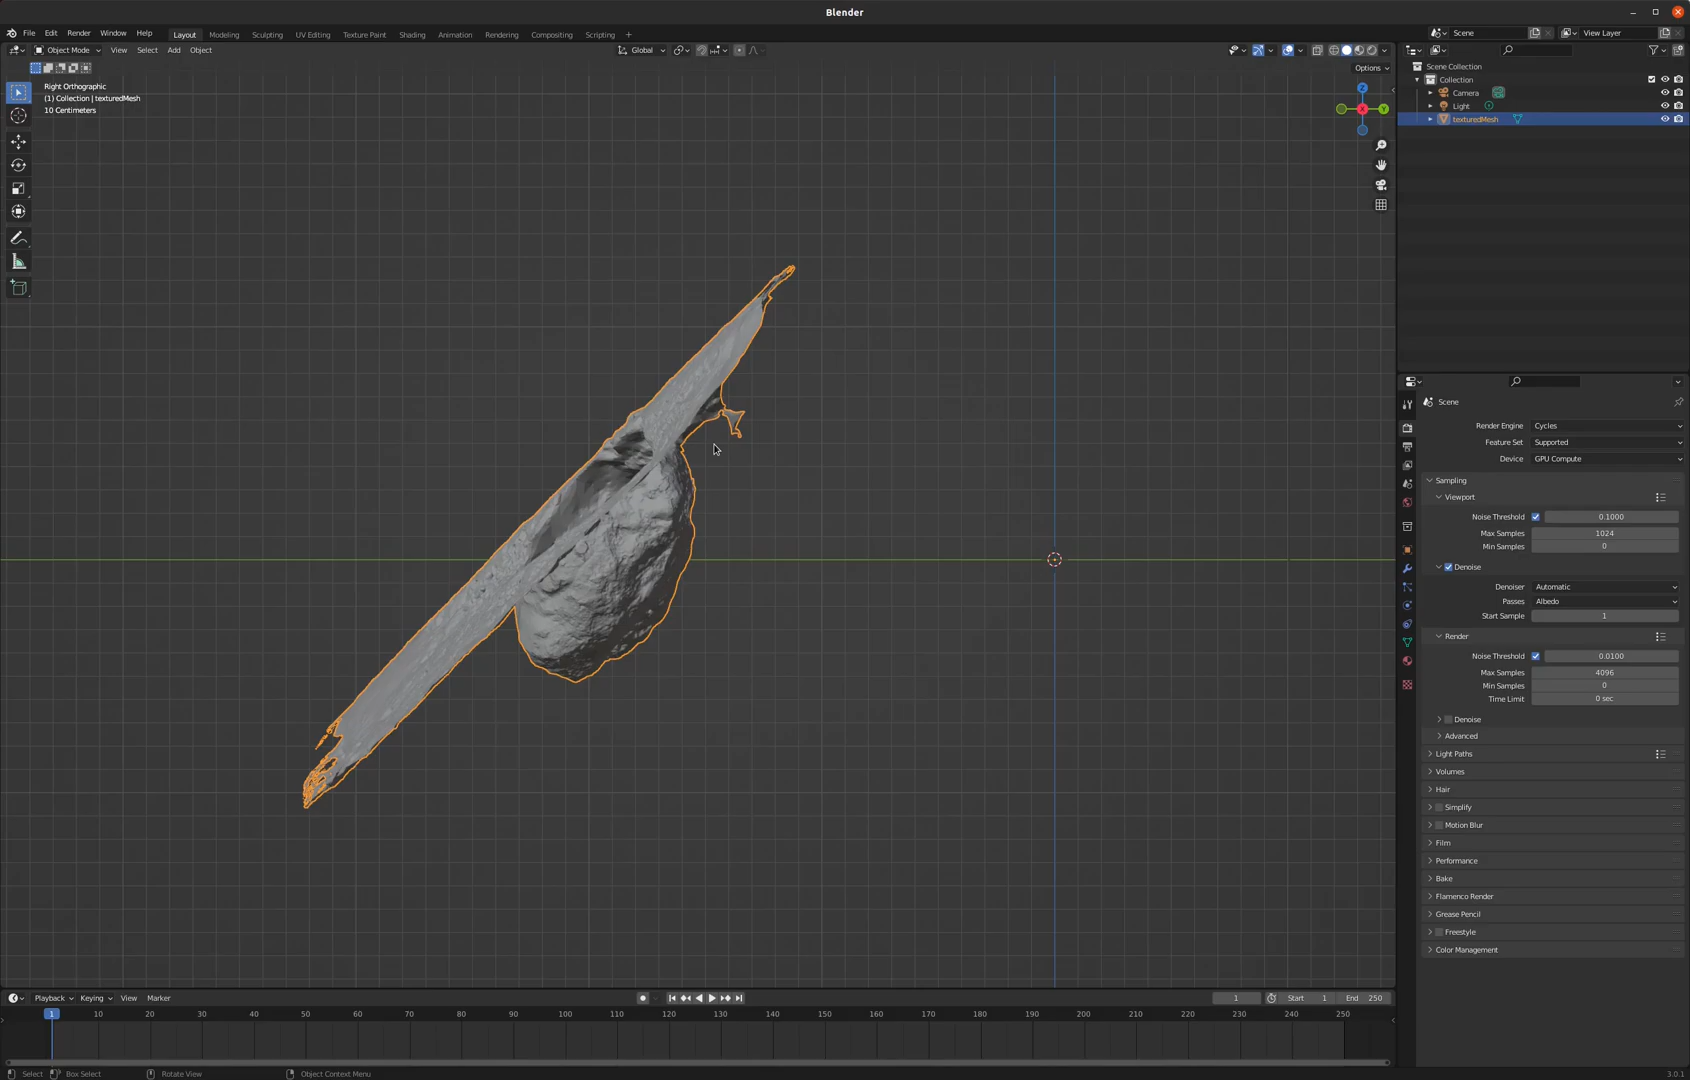 Blender
File Edit Render Window Help Layout Modeling Sculpting UV Editing Texture Paint Shading Animation Rendering Compositing Scripting +
Scene View Layer
Object Mode View Select Add Object Global
Options
Right Orthographic
(1) Collection | texturedMesh
10 Centimeters
Z
Y
X
Scene Collection
Collection
Camera
Light
texturedMesh
Scene
Render Engine Cycles
Feature Set Supported
Device GPU Compute
Sampling
Viewport
Noise Threshold 0.1000
Max Samples 1024
Min Samples 0
Denoise
Denoiser Automatic
Passes Albedo
Start Sample 1
Render
Noise Threshold 0.0100
Max Samples 4096
Min Samples 0
Time Limit 0 sec
Denoise
Advanced
Light Paths
Volumes
Hair
Simplify
Motion Blur
Film
Performance
Bake
Flamenco Render
Grease Pencil
Freestyle
Color Management
Playback Keying View Marker 1 Start 1 End 250
1 10 20 30 40 50 60 70 80 90 100 110 120 130 140 150 160 170 180 190 200 210 220 230 240 250
Select Box Select Rotate View Object Context Menu 3.0.1